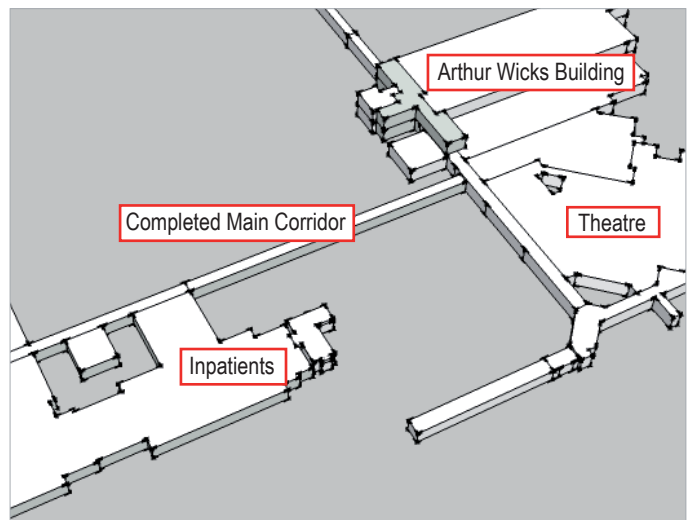 Arthur Wicks Building
Completed Main Corridor
Theatre
Inpatients